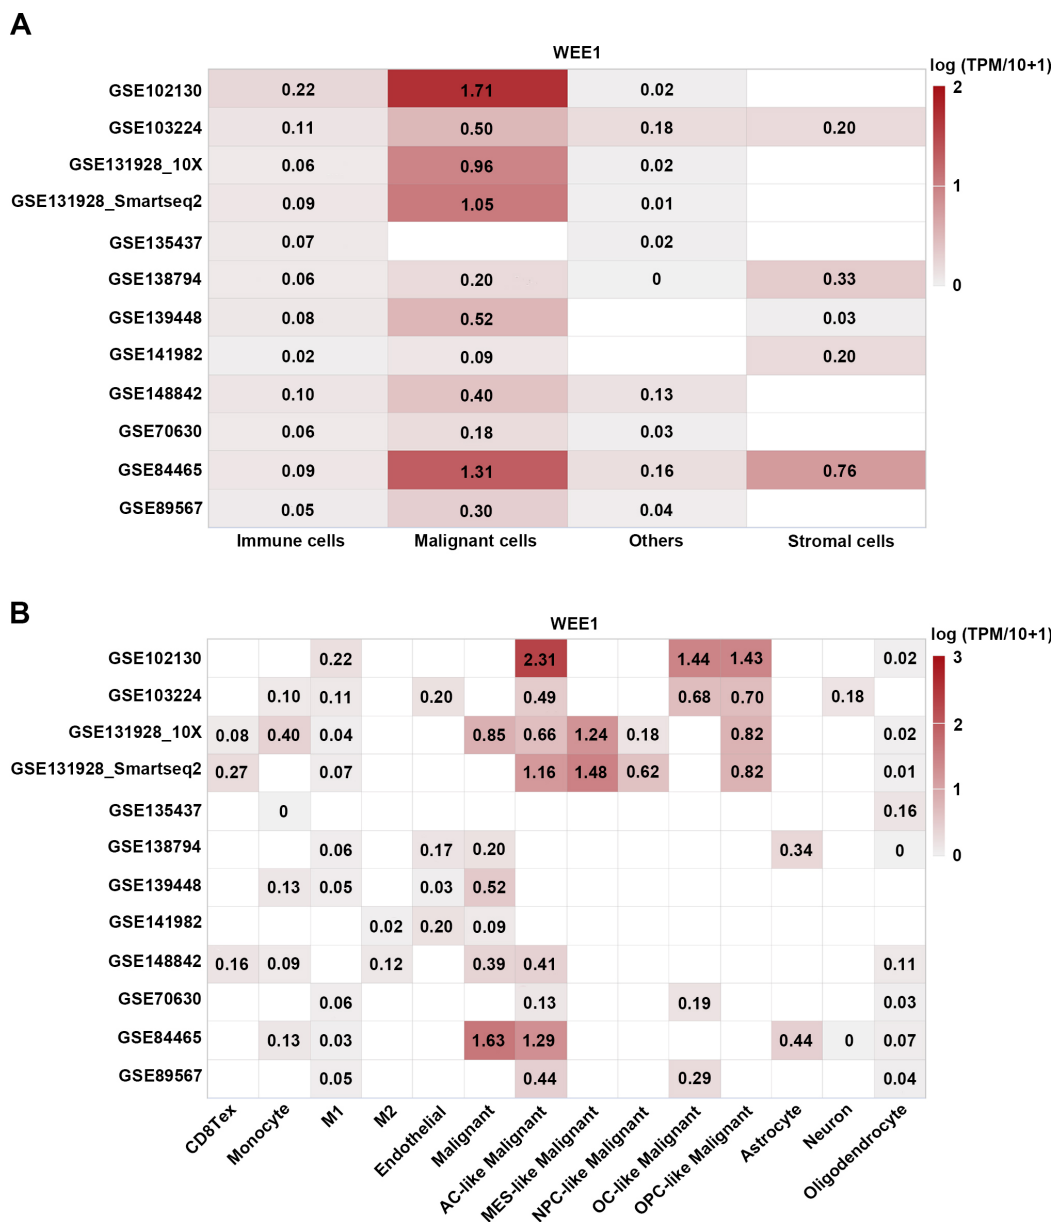 A
WEE1
log (TPM/10+1)
GSE102130 0.22 1.71 0.02
2
GSE103224 0.11 0.50 0.18 0.20
GSE131928_10X 0.06 0.96 0.02
1
GSE131928_Smartseq2 0.09 1.05 0.01
GSE135437 0.07 0.02
GSE138794 0.06 0.20 0 0.33
0
GSE139448 0.08 0.52 0.03
GSE141982 0.02 0.09 0.20
GSE148842 0.10 0.40 0.13
GSE70630 0.06 0.18 0.03
GSE84465 0.09 1.31 0.16 0.76
GSE89567 0.05 0.30 0.04
Immune cells Malignant cells Others Stromal cells
B
WEE1
log (TPM/10+1)
GSE102130 0.22 2.31 1.44 1.43 0.02
3
GSE103224 0.10 0.11 0.20 0.49 0.68 0.70 0.18
GSE131928_10X 0.08 0.40 0.04 0.85 0.66 1.24 0.18 0.82 0.02
2
GSE131928_Smartseq2 0.27 0.07 1.16 1.48 0.62 0.82 0.01
1
GSE135437 0 0.16
GSE138794 0.06 0.17 0.20 0.34 0
0
GSE139448 0.13 0.05 0.03 0.52
GSE141982 0.02 0.20 0.09
GSE148842 0.16 0.09 0.12 0.39 0.41 0.11
GSE70630 0.06 0.13 0.19 0.03
GSE84465 0.13 0.03 1.63 1.29 0.44 0 0.07
GSE89567 0.05 0.44 0.29 0.04
CD8Tex
Monocyte
M1
M2
Endothelial
Malignant
AC-like Malignant
MES-like Malignant
NPC-like Malignant
OC-like Malignant
OPC-like Malignant
Astrocyte
Neuron
Oligodendrocyte